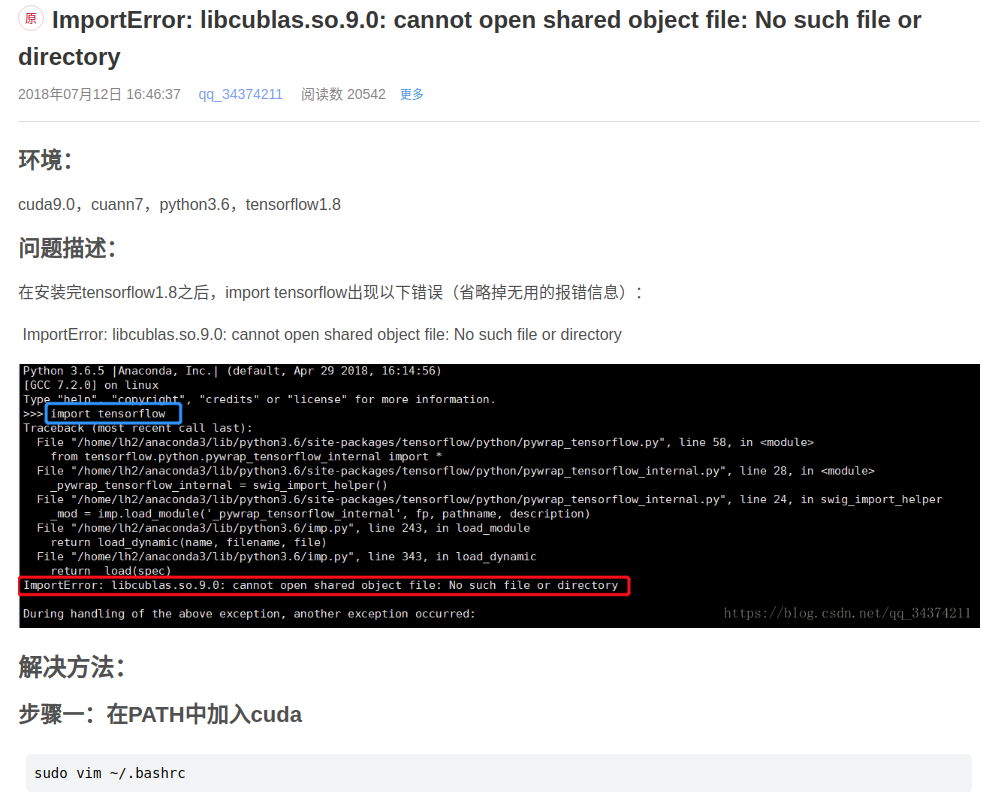 原 ImportError: libcublas.so.9.0: cannot open shared object file: No such file or
directory
2018年07月12日 16:46:37 qq_34374211 阅读数 20542 更多
环境：
cuda9.0，cuann7，python3.6，tensorflow1.8
问题描述：
在安装完tensorflow1.8之后，import tensorflow出现以下错误（省略掉无用的报错信息）：
ImportError: libcublas.so.9.0: cannot open shared object file: No such file or directory
Python 3.6.5 |Anaconda, Inc.| (default, Apr 29 2018, 16:14:56)
[GCC 7.2.0] on linux
Type "help", "copyright", "credits" or "license" for more information.
>>> import tensorflow
Traceback (most recent call last):
File "/home/lh2/anaconda3/lib/python3.6/site-packages/tensorflow/python/pywrap_tensorflow.py", line 58, in <module>
from tensorflow.python.pywrap_tensorflow_internal import *
File "/home/lh2/anaconda3/lib/python3.6/site-packages/tensorflow/python/pywrap_tensorflow_internal.py", line 28, in <module>
_pywrap_tensorflow_internal = swig_import_helper()
File "/home/lh2/anaconda3/lib/python3.6/site-packages/tensorflow/python/pywrap_tensorflow_internal.py", line 24, in swig_import_helper
_mod = imp.load_module('_pywrap_tensorflow_internal', fp, pathname, description)
File "/home/lh2/anaconda3/lib/python3.6/imp.py", line 243, in load_module
return load_dynamic(name, filename, file)
File "/home/lh2/anaconda3/lib/python3.6/imp.py", line 343, in load_dynamic
return _load(spec)
ImportError: libcublas.so.9.0: cannot open shared object file: No such file or directory
During handling of the above exception, another exception occurred:
https://blog.csdn.net/qq_34374211
解决方法：
步骤一：在PATH中加入cuda
sudo vim ~/.bashrc